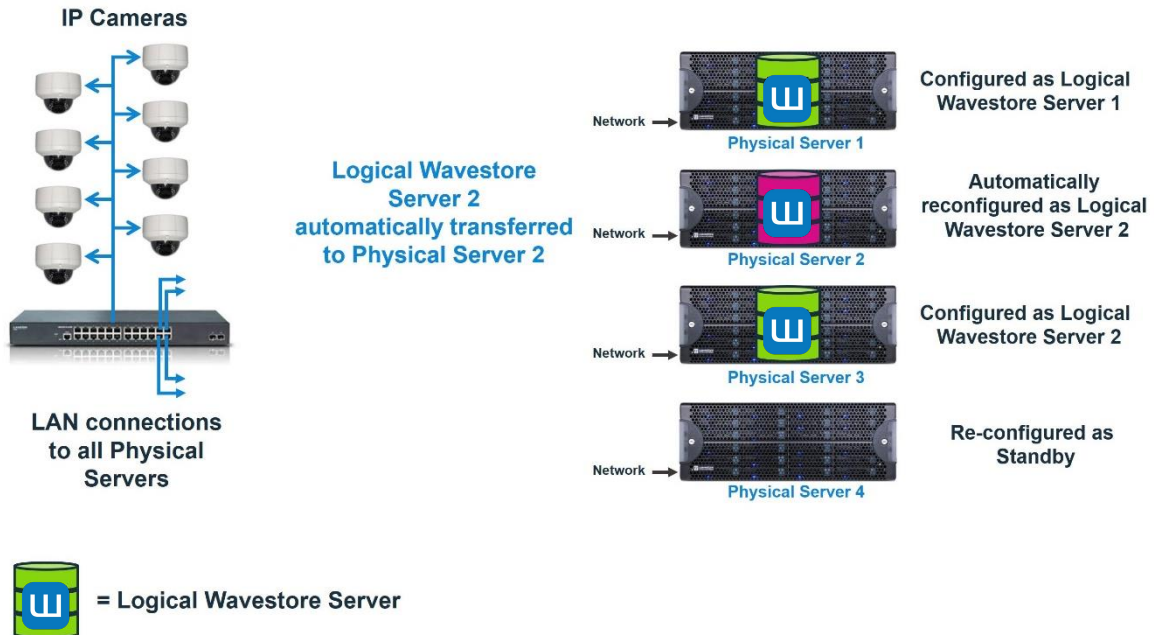 IP Cameras
LAN connections
to all Physical
Servers
Logical Wavestore
Server 2
automatically transferred
to Physical Server 2
Network
Physical Server 1
Configured as Logical
Wavestore Server 1
Network
Physical Server 2
Automatically
reconfigured as Logical
Wavestore Server 2
Network
Physical Server 3
Configured as Logical
Wavestore Server 2
Network
Physical Server 4
Re-configured as
Standby
= Logical Wavestore Server